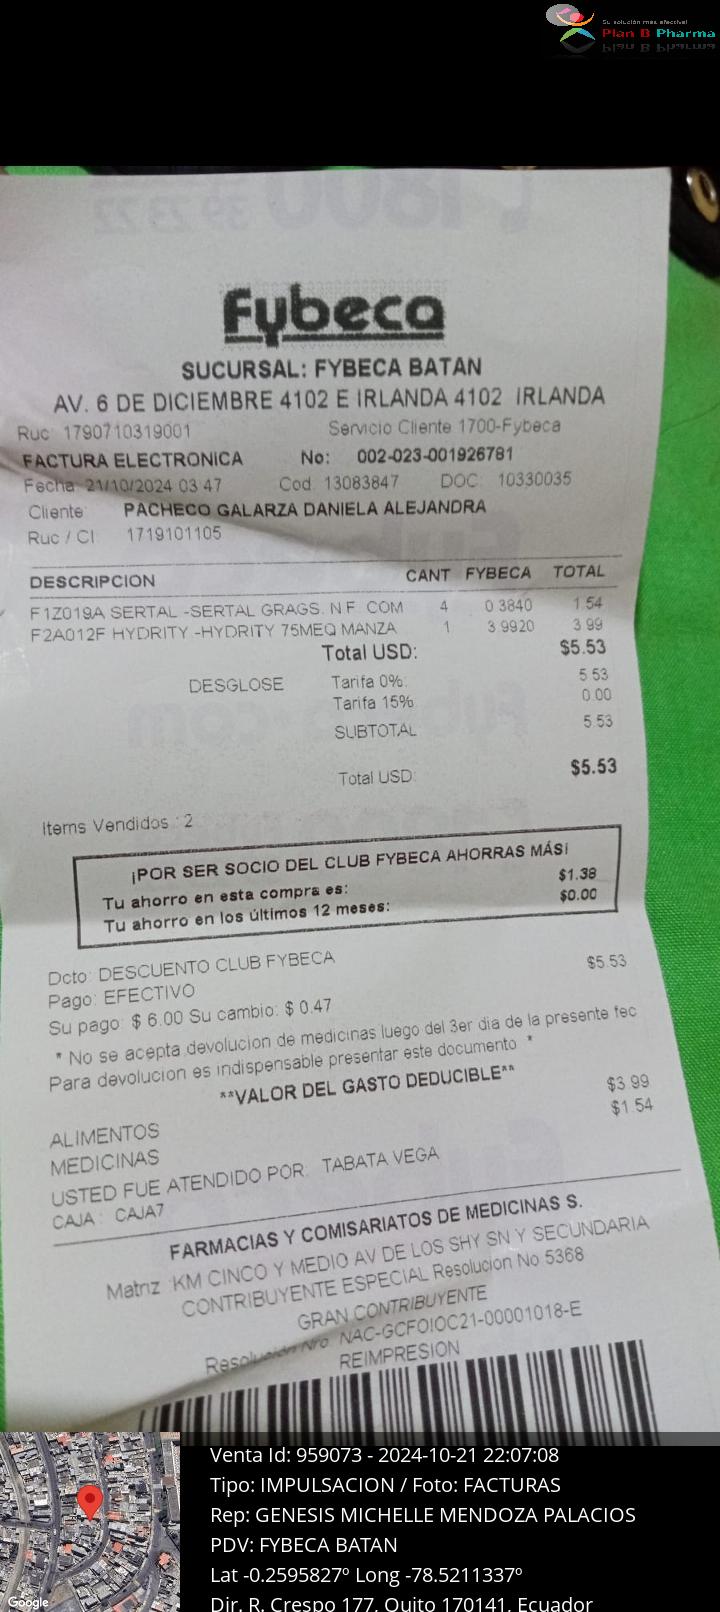 Su solución más efectiva!
Plan B Pharma
1800
39 23 22
Fybeca
SUCURSAL: FYBECA BATAN
AV. 6 DE DICIEMBRE 4102 E IRLANDA 4102 IRLANDA
Ruc: 1790710319001 Servicio Cliente 1700-Fybeca
FACTURA ELECTRONICA No: 002-023-001926781
Fecha: 21/10/2024 03:47 Cod: 13083847 DOC: 10330035
Cliente: PACHECO GALARZA DANIELA ALEJANDRA
Ruc / CI: 1719101105
DESCRIPCION CANT FYBECA TOTAL
F1Z019A SERTAL -SERTAL GRAGS. N.F. COM 4 0.3840 1.54
F2A012F HYDRITY -HYDRITY 75MEQ MANZA 1 3.9920 3.99
Total USD: $5.53
DESGLOSE Tarifa 0%: 5.53
Tarifa 15% 0.00
SUBTOTAL 5.53
Total USD: $5.53
Items Vendidos : 2
¡POR SER SOCIO DEL CLUB FYBECA AHORRAS MÁS¡
Tu ahorro en esta compra es: $1.38
Tu ahorro en los últimos 12 meses: $0.00
Dcto: DESCUENTO CLUB FYBECA
Pago: EFECTIVO $5.53
Su pago: $ 6.00 Su cambio: $ 0.47
* No se acepta devolucion de medicinas luego del 3er dia de la presente fec
Para devolucion es indispensable presentar este documento *
**VALOR DEL GASTO DEDUCIBLE**
ALIMENTOS $3.99
MEDICINAS $1.54
USTED FUE ATENDIDO POR: TABATA VEGA
CAJA : CAJA7
FARMACIAS Y COMISARIATOS DE MEDICINAS S.
Matriz: KM CINCO Y MEDIO AV DE LOS SHY SN Y SECUNDARIA
CONTRIBUYENTE ESPECIAL Resolucion No 5368
GRAN CONTRIBUYENTE
Resolución Nro. NAC-GCFOIOC21-00001018-E
REIMPRESION
Google
Venta Id: 959073 - 2024-10-21 22:07:08
Tipo: IMPULSACION / Foto: FACTURAS
Rep: GENESIS MICHELLE MENDOZA PALACIOS
PDV: FYBECA BATAN
Lat -0.2595827º Long -78.5211337º
Dir. R. Crespo 177, Quito 170141, Ecuador